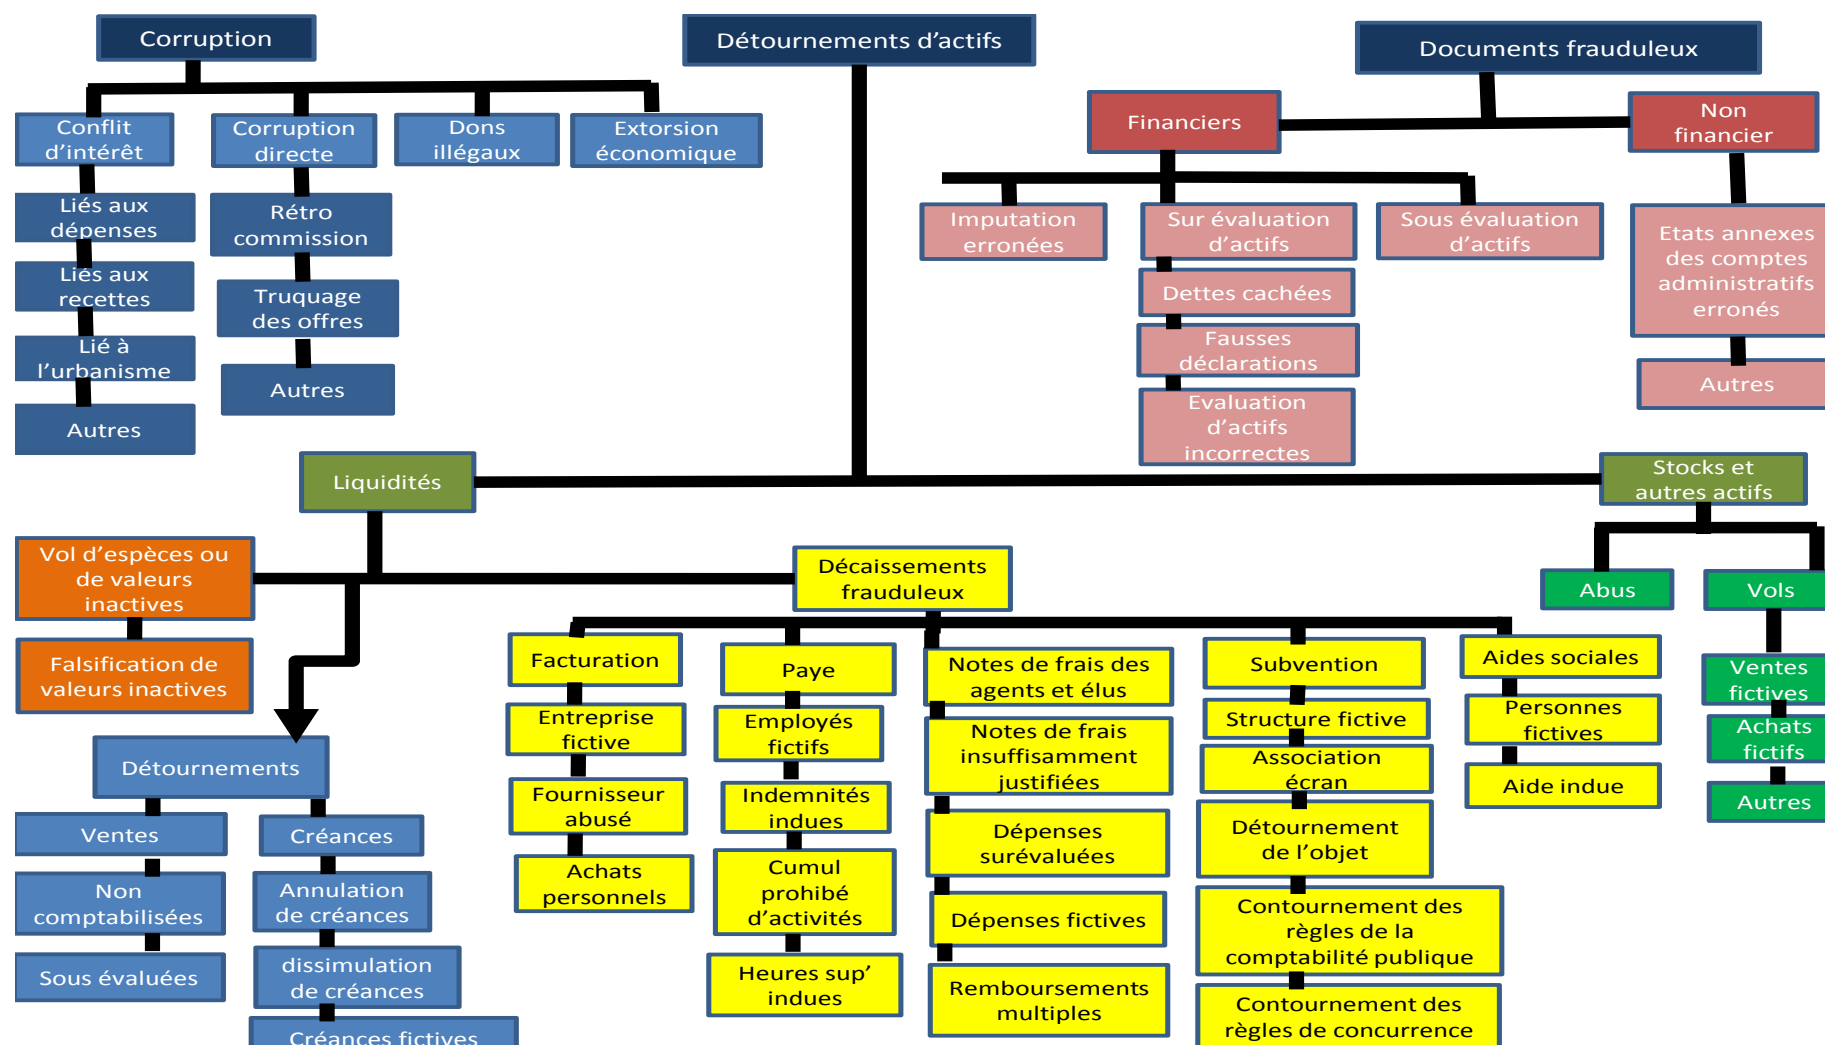 Corruption
Détournements d'actifs
Documents frauduleux
Conflit
d'intérêt
Corruption
directe
Dons
illégaux
Extorsion
économique
Financiers
Non
financier
Liés aux
dépenses
Rétro
commission
Imputation
erronées
Sur évaluation
d'actifs
Sous évaluation
d'actifs
Etats annexes
des comptes
administratifs
erronés
Liés aux
recettes
Truquage
des offres
Dettes cachées
Lié à
l'urbanisme
Autres
Fausses
déclarations
Autres
Autres
Evaluation
d'actifs
incorrectes
Liquidités
Stocks et
autres actifs
Vol d'espèces ou
de valeurs
inactives
Décaissements
frauduleux
Abus
Vols
Falsification de
valeurs inactives
Facturation
Paye
Notes de frais des
agents et élus
Subvention
Aides sociales
Ventes
fictives
Entreprise
fictive
Employés
fictifs
Notes de frais
insuffisamment
justifiées
Structure fictive
Personnes
fictives
Achats
fictifs
Détournements
Association
écran
Aide indue
Autres
Fournisseur
abusé
Indemnités
indues
Ventes
Créances
Dépenses
surévaluées
Détournement
de l'objet
Achats
personnels
Cumul
prohibé
d'activités
Non
comptabilisées
Annulation
de créances
Dépenses fictives
Contournement des
règles de la
comptabilité publique
Sous évaluées
dissimulation
de créances
Heures sup'
indues
Remboursements
multiples
Contournement des
règles de concurrence
Créances fictives